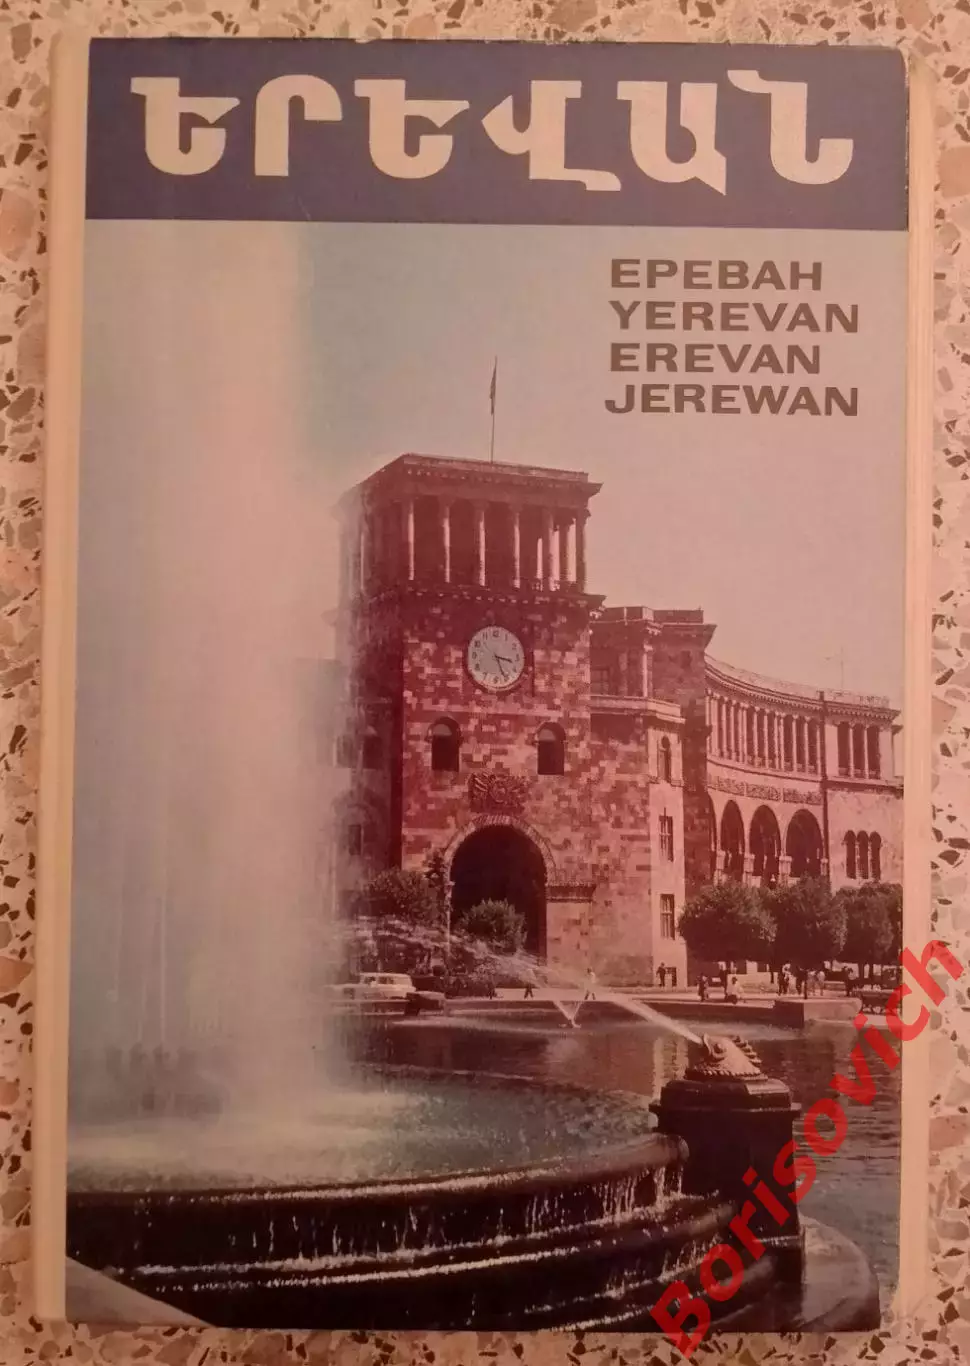 ԵՐԵՎԱՆ
ЕРЕВАН
YEREVAN
EREVAN
JEREWAN
Borisovich